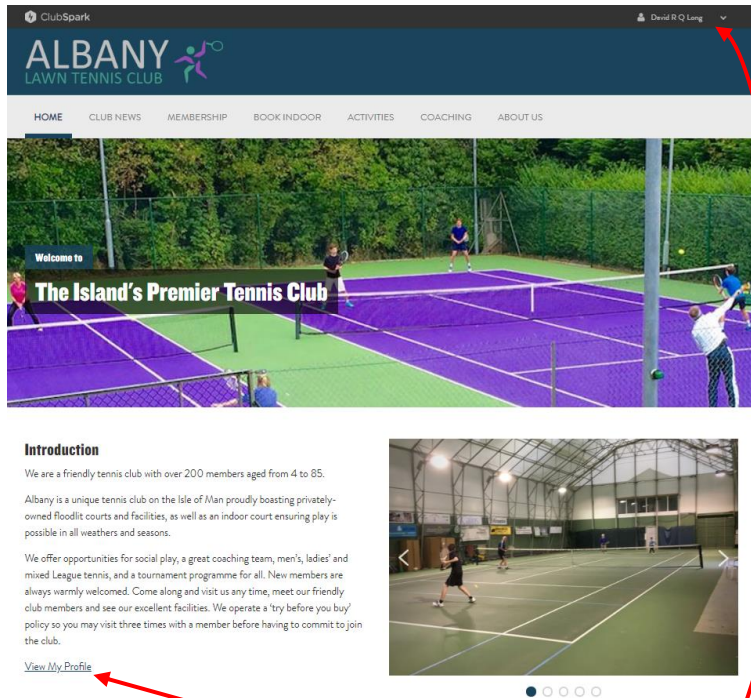 ClubSpark
David R Q Long
ALBANY
LAWN TENNIS CLUB
HOME CLUB NEWS MEMBERSHIP BOOK INDOOR ACTIVITIES COACHING ABOUT US
Welcome to
The Island's Premier Tennis Club
Introduction
We are a friendly tennis club with over 200 members aged from 4 to 85.
Albany is a unique tennis club on the Isle of Man proudly boasting privately-
owned floodlit courts and facilities, as well as an indoor court ensuring play is
possible in all weathers and seasons.
We offer opportunities for social play, a great coaching team, men's, ladies' and
mixed League tennis, and a tournament programme for all. New members are
always warmly welcomed. Come along and visit us any time, meet our friendly
club members and see our excellent facilities. We operate a 'try before you buy'
policy so you may visit three times with a member before having to commit to join
the club.
View My Profile